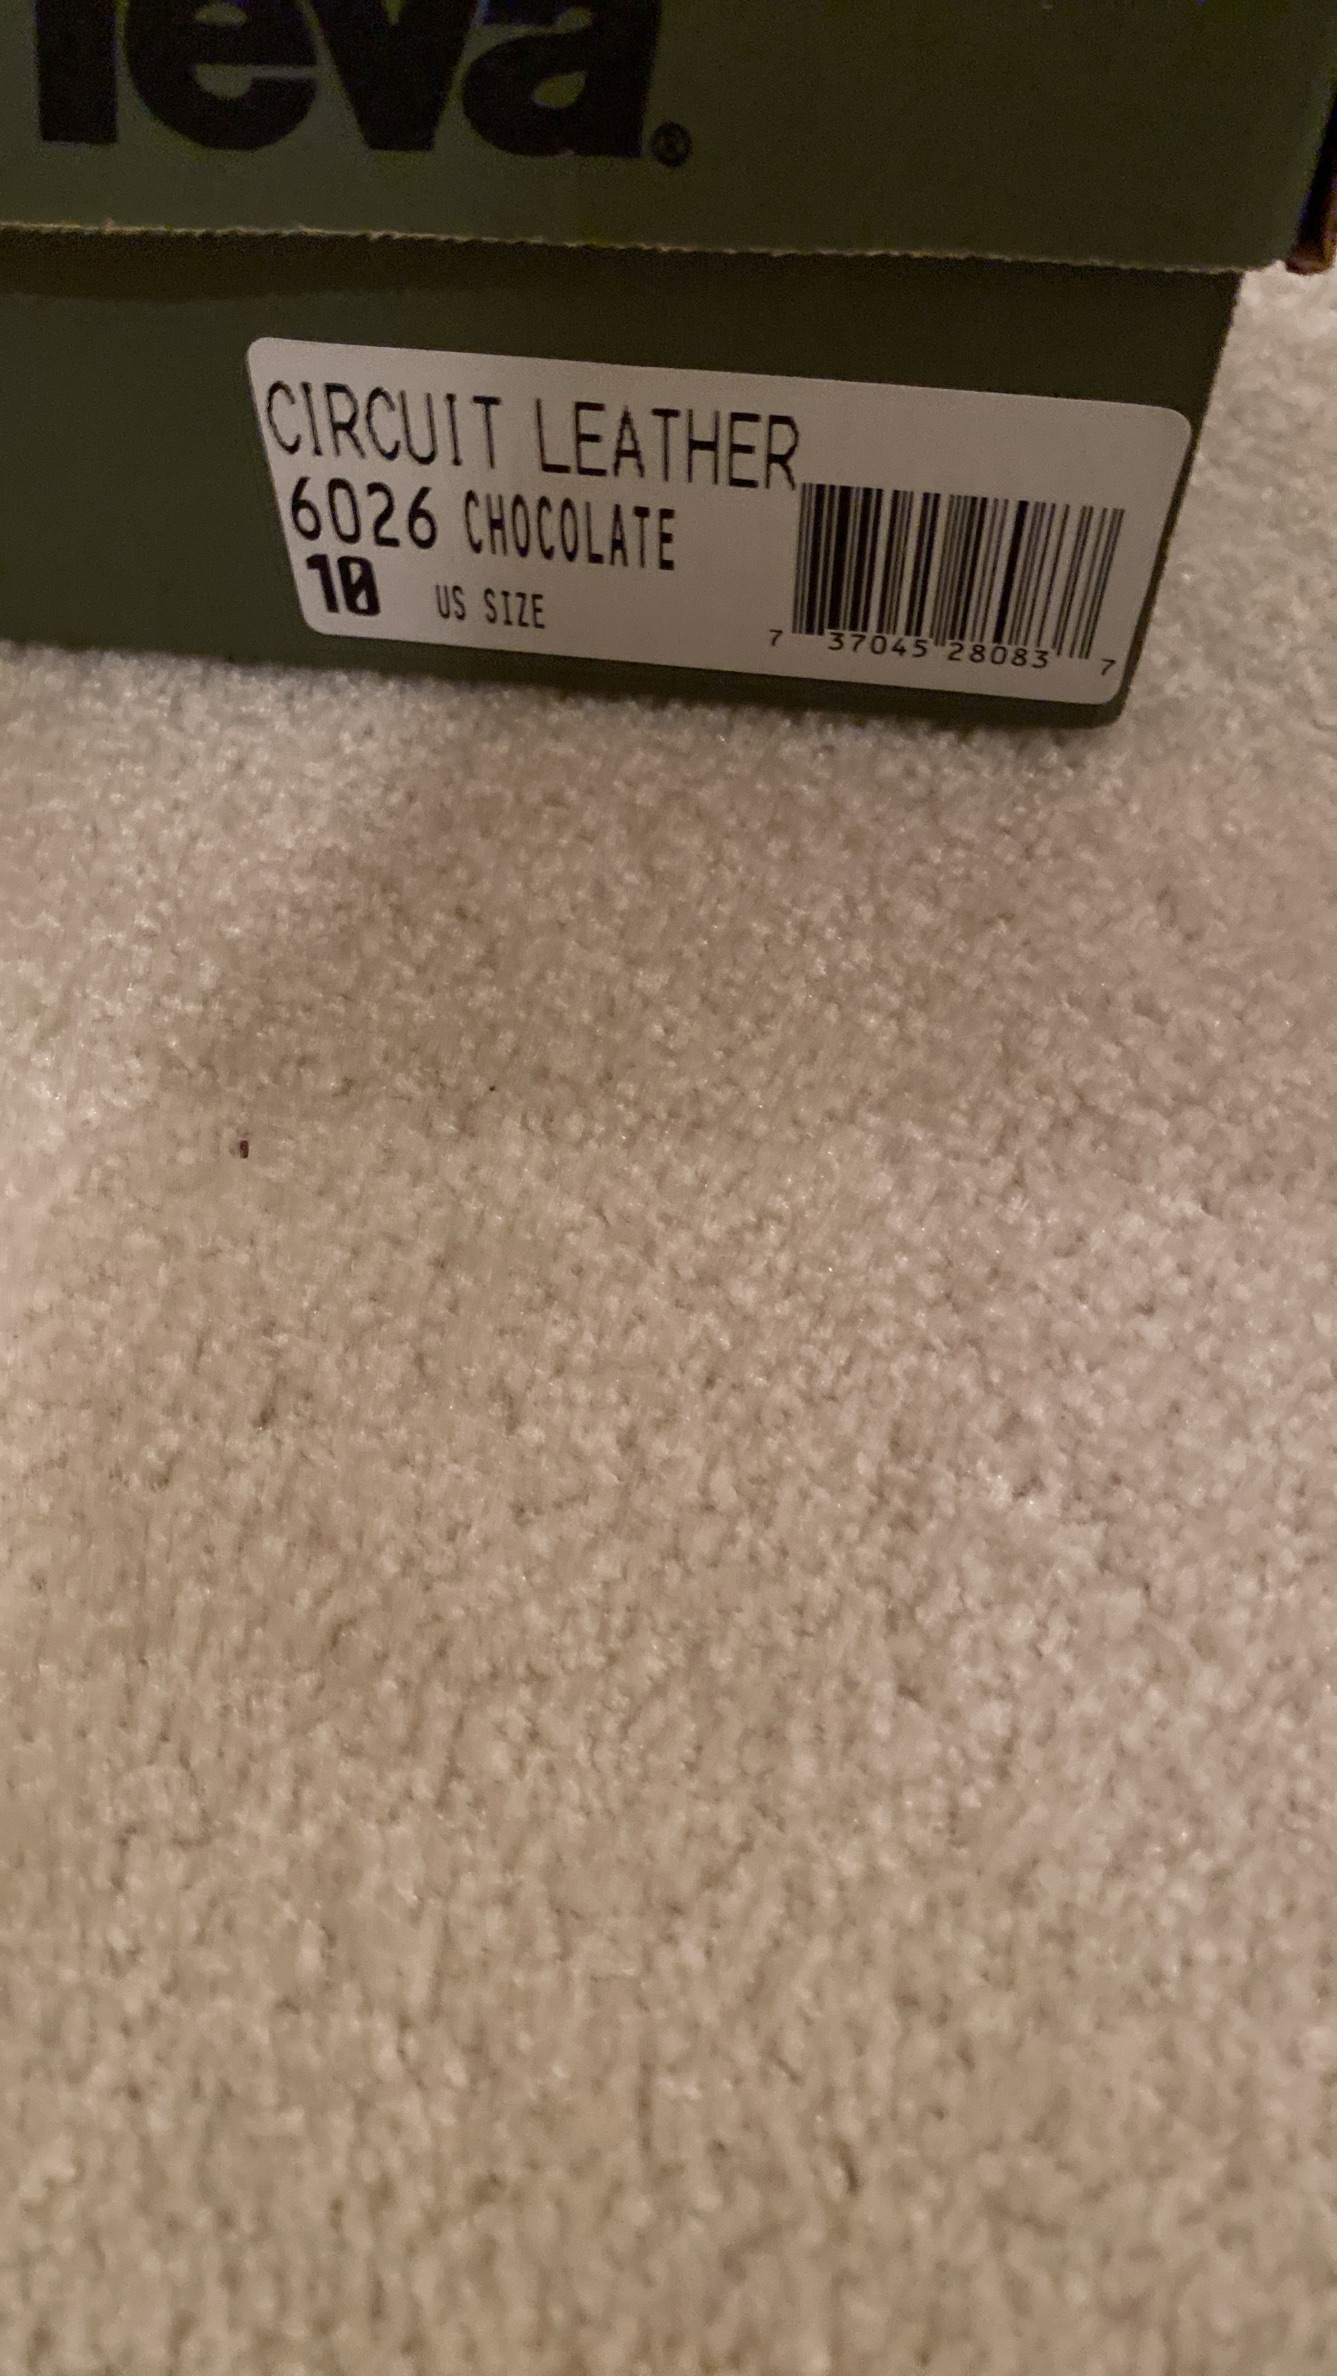 Teva®
CIRCUIT LEATHER
6026 CHOCOLATE
10 US SIZE
7 37045 28083 7